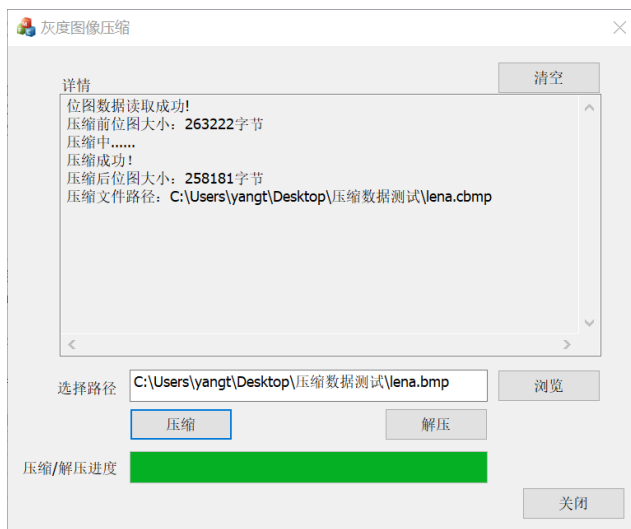 灰度图像压缩
详情
清空
位图数据读取成功!
压缩前位图大小：263222字节
压缩中......
压缩成功!
压缩后位图大小：258181字节
压缩文件路径：C:\Users\yangt\Desktop\压缩数据测试\lena.cbmp
选择路径
C:\Users\yangt\Desktop\压缩数据测试\lena.bmp
浏览
压缩
解压
压缩/解压进度
关闭